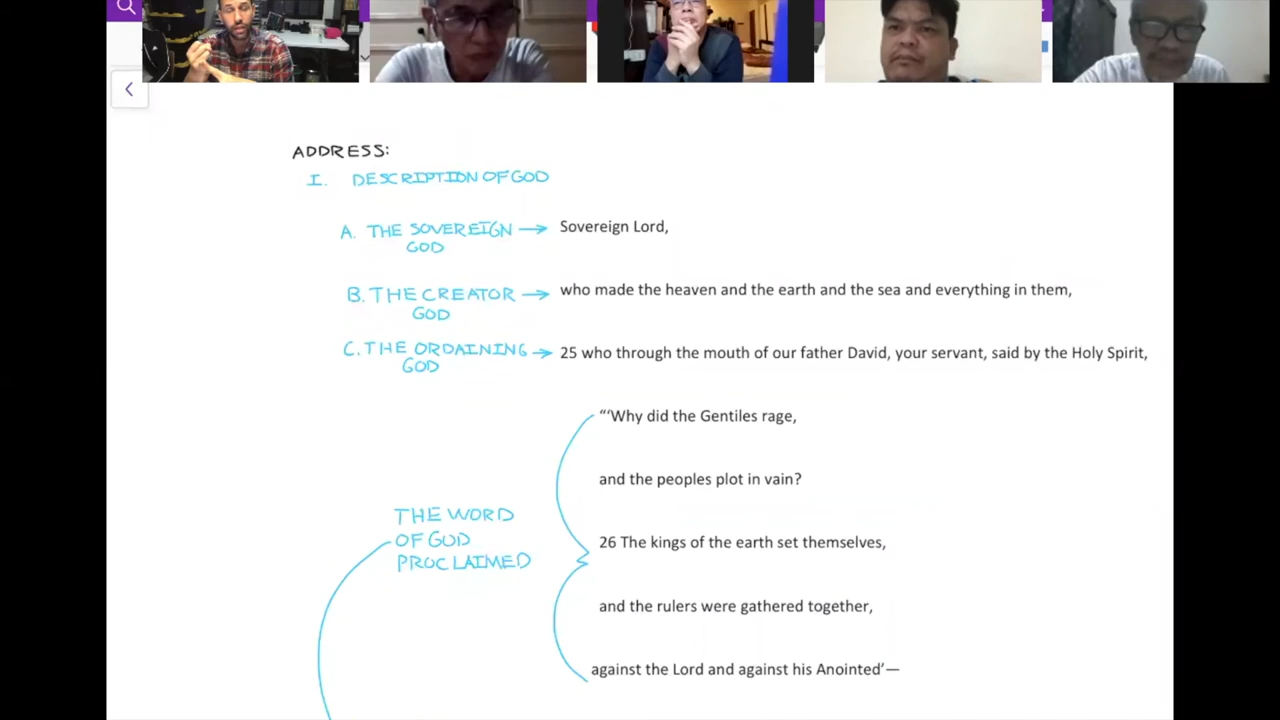 ADDRESS:
I. DESCRIPTION OF GOD
A. THE SOVEREIGN GOD → Sovereign Lord,
B. THE CREATOR GOD → who made the heaven and the earth and the sea and everything in them,
C. THE ORDAINING GOD → 25 who through the mouth of our father David, your servant, said by the Holy Spirit,
"‘Why did the Gentiles rage,
and the peoples plot in vain?
THE WORD
OF GOD
PROCLAIMED
26 The kings of the earth set themselves,
and the rulers were gathered together,
against the Lord and against his Anointed’—